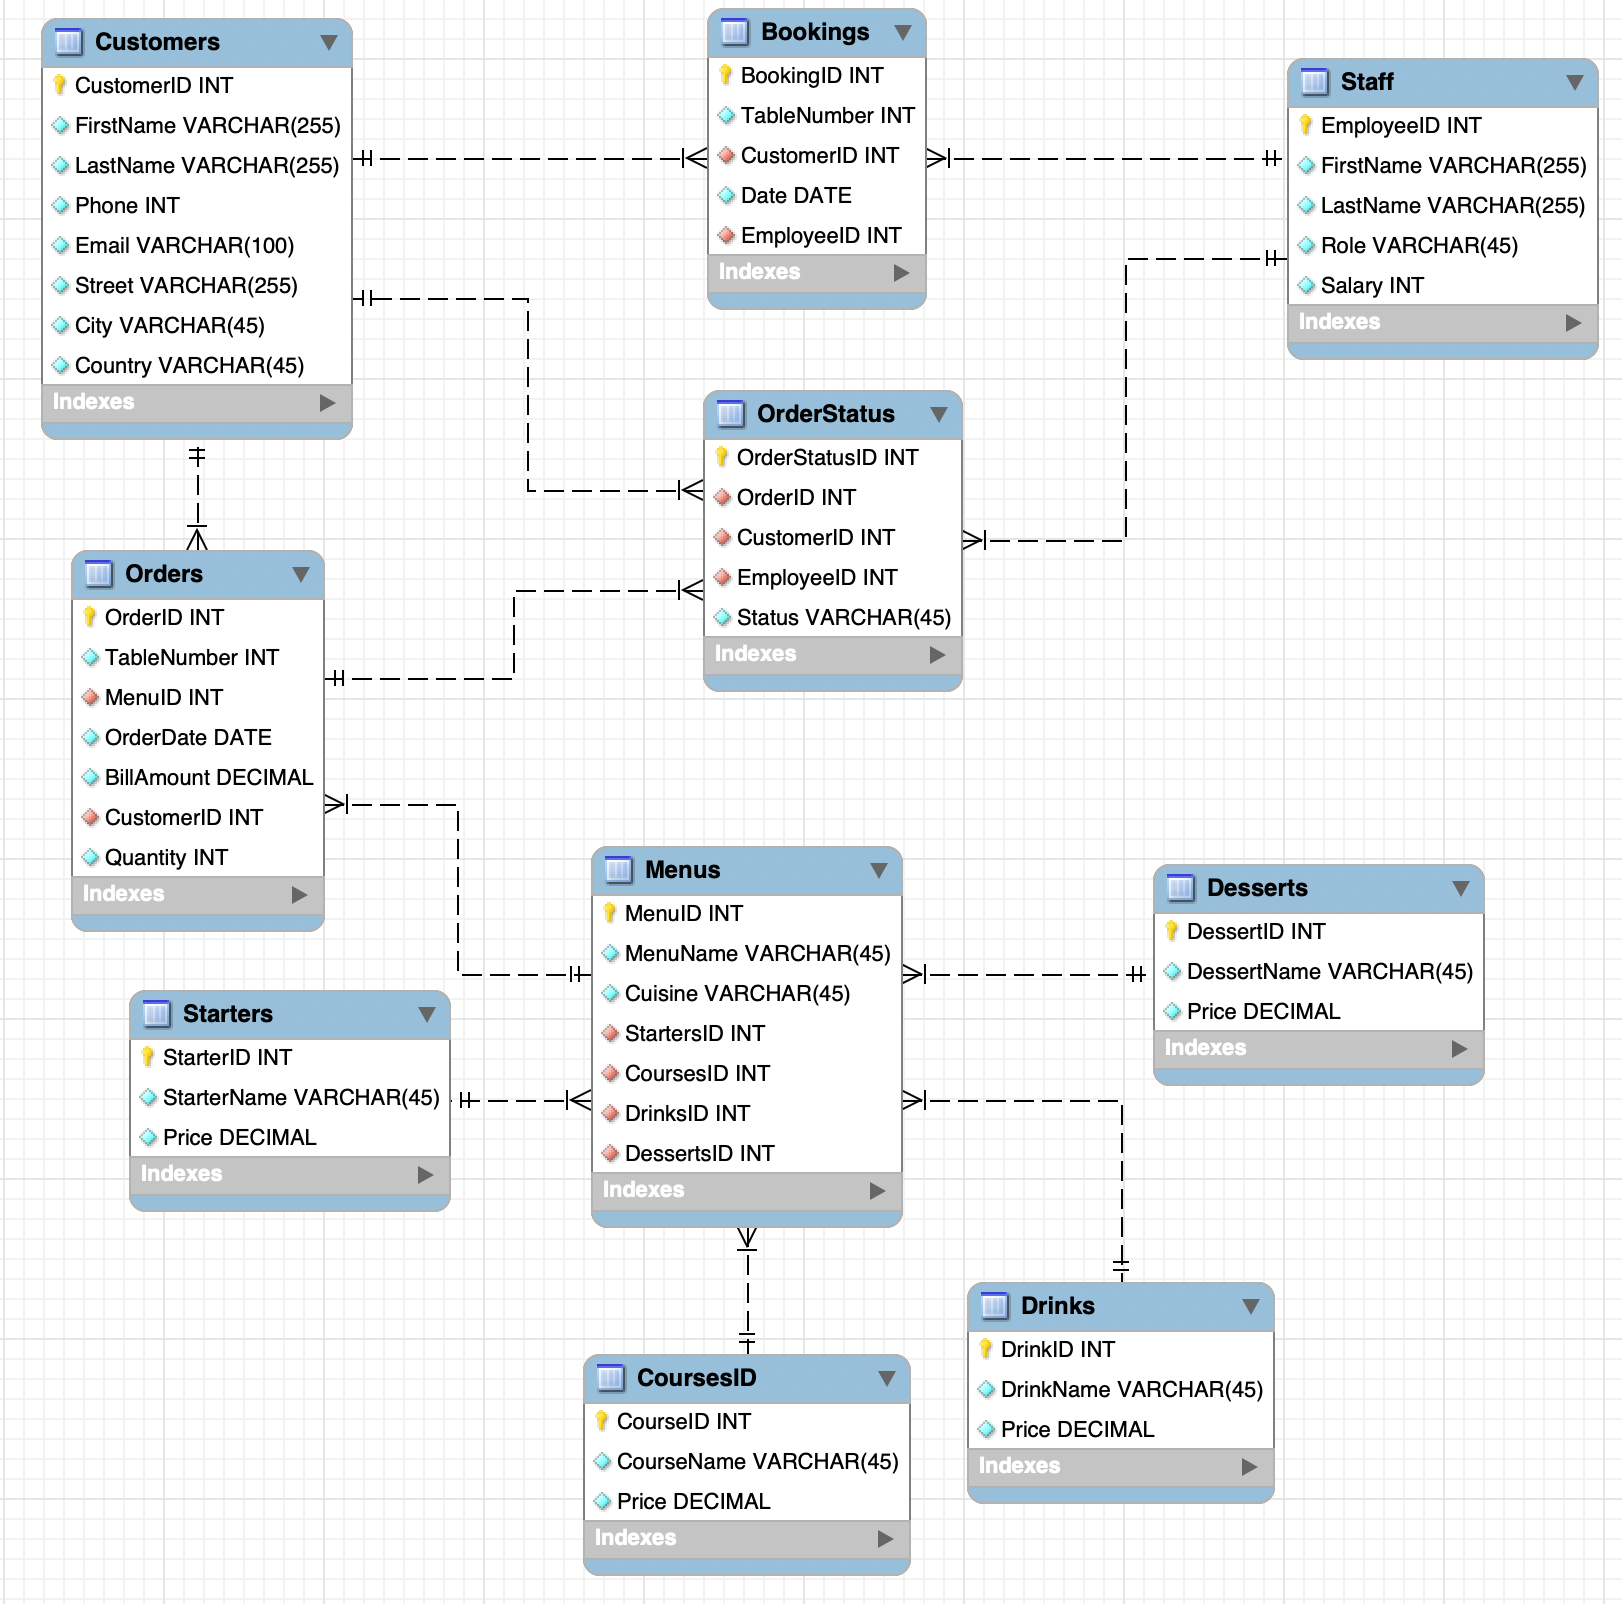 Customers
CustomerID INT
FirstName VARCHAR(255)
LastName VARCHAR(255)
Phone INT
Email VARCHAR(100)
Street VARCHAR(255)
City VARCHAR(45)
Country VARCHAR(45)
Indexes
Bookings
BookingID INT
TableNumber INT
CustomerID INT
Date DATE
EmployeeID INT
Indexes
Staff
EmployeeID INT
FirstName VARCHAR(255)
LastName VARCHAR(255)
Role VARCHAR(45)
Salary INT
Indexes
OrderStatus
OrderStatusID INT
OrderID INT
CustomerID INT
EmployeeID INT
Status VARCHAR(45)
Indexes
Orders
OrderID INT
TableNumber INT
MenuID INT
OrderDate DATE
BillAmount DECIMAL
CustomerID INT
Quantity INT
Indexes
Menus
MenuID INT
MenuName VARCHAR(45)
Cuisine VARCHAR(45)
StartersID INT
CoursesID INT
DrinksID INT
DessertsID INT
Indexes
Desserts
DessertID INT
DessertName VARCHAR(45)
Price DECIMAL
Indexes
Starters
StarterID INT
StarterName VARCHAR(45)
Price DECIMAL
Indexes
Drinks
DrinkID INT
DrinkName VARCHAR(45)
Price DECIMAL
Indexes
CoursesID
CourseID INT
CourseName VARCHAR(45)
Price DECIMAL
Indexes